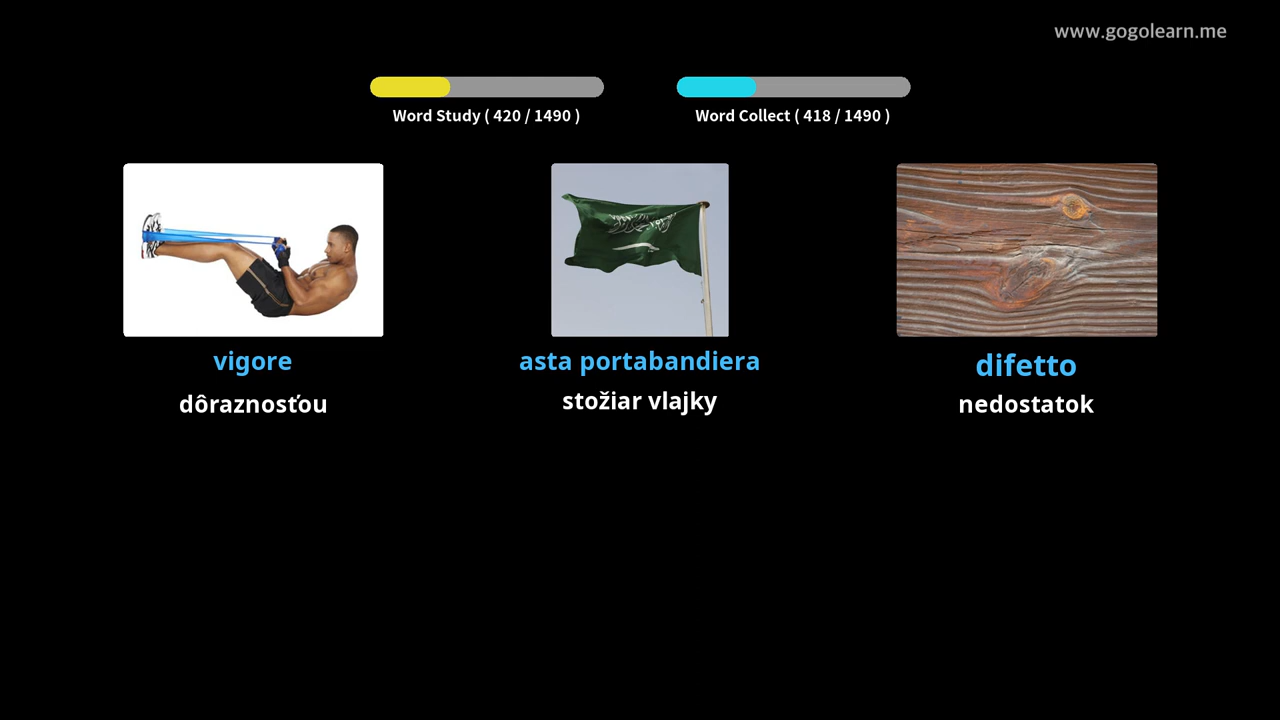 www.gogolearn.me
Word Study ( 420 / 1490 )
Word Collect ( 418 / 1490 )
vigore
dôraznosťou
asta portabandiera
stožiar vlajky
difetto
nedostatok